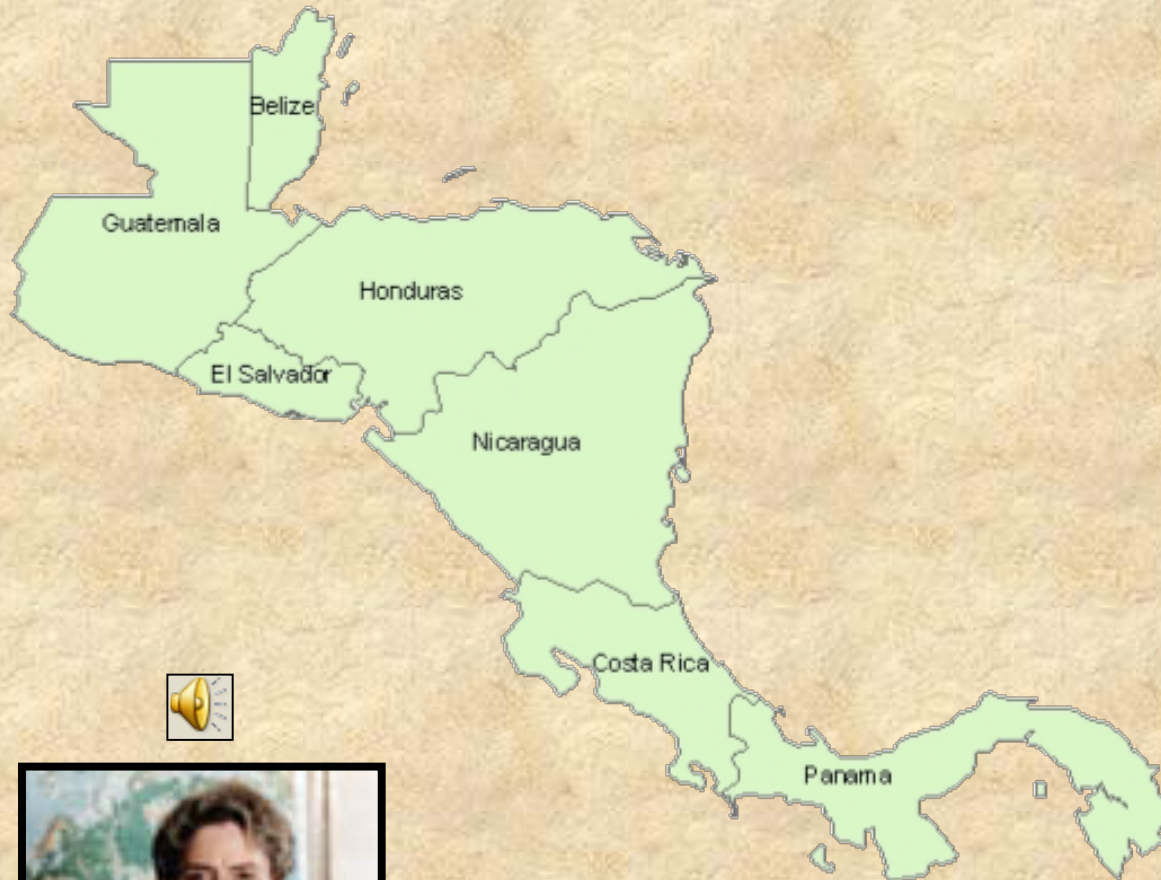 Belize
Guatemala
Honduras
El Salvador
Nicaragua
Costa Rica
Panama